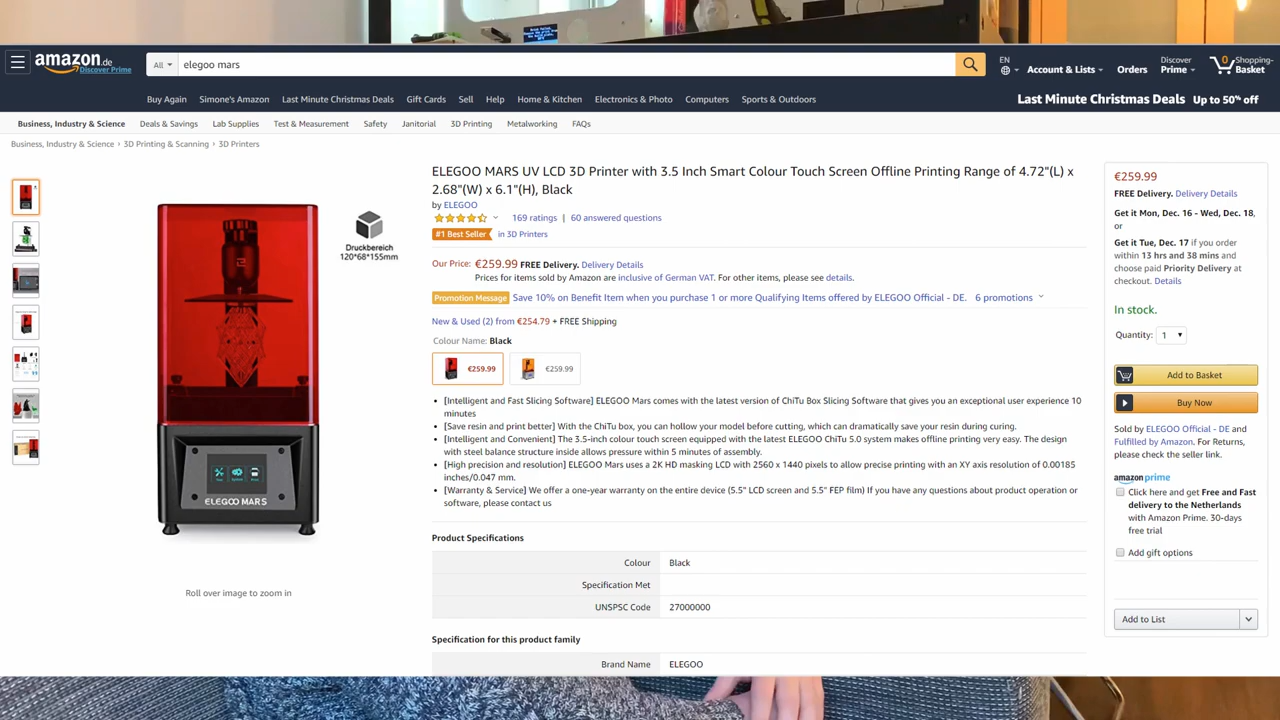 amazon.de
Discover Prime
All
elegoo mars
EN
Account & Lists
Orders
Discover
Prime
0
Shopping-
Basket
Buy Again
Simone's Amazon
Last Minute Christmas Deals
Gift Cards
Sell
Help
Home & Kitchen
Electronics & Photo
Computers
Sports & Outdoors
Last Minute Christmas Deals Up to 50% off
Business, Industry & Science
Deals & Savings
Lab Supplies
Test & Measurement
Safety
Janitorial
3D Printing
Metalworking
FAQs
Business, Industry & Science › 3D Printing & Scanning › 3D Printers
Druckbereich
120*68*155mm
ELEGOO MARS
Roll over image to zoom in
ELEGOO MARS UV LCD 3D Printer with 3.5 Inch Smart Colour Touch Screen Offline Printing Range of 4.72"(L) x
2.68"(W) x 6.1"(H), Black
by ELEGOO
169 ratings | 60 answered questions
#1 Best Seller in 3D Printers
Our Price: €259.99 FREE Delivery. Delivery Details
Prices for items sold by Amazon are inclusive of German VAT. For other items, please see details.
Promotion Message Save 10% on Benefit Item when you purchase 1 or more Qualifying Items offered by ELEGOO Official - DE. 6 promotions
New & Used (2) from €254.79 + FREE Shipping
Colour Name: Black
€259.99
€259.99
• [Intelligent and Fast Slicing Software] ELEGOO Mars comes with the latest version of ChiTu Box Slicing Software that gives you an exceptional user experience 10
minutes
• [Save resin and print better] With the ChiTu box, you can hollow your model before cutting, which can dramatically save your resin during curing.
• [Intelligent and Convenient] The 3.5-inch colour touch screen equipped with the latest ELEGOO ChiTu 5.0 system makes offline printing very easy. The design
with steel balance structure inside allows pressure within 5 minutes of assembly.
• [High precision and resolution] ELEGOO Mars uses a 2K HD masking LCD with 2560 x 1440 pixels to allow precise printing with an XY axis resolution of 0.00185
inches/0.047 mm.
• [Warranty & Service] We offer a one-year warranty on the entire device (5.5" LCD screen and 5.5" FEP film) If you have any questions about product operation or
software, please contact us
Product Specifications
Colour Black
Specification Met
UNSPSC Code 27000000
Specification for this product family
Brand Name ELEGOO
€259.99
FREE Delivery. Delivery Details
Get it Mon, Dec. 16 - Wed, Dec. 18,
or
Get it Tue, Dec. 17 if you order
within 13 hrs and 38 mins and
choose paid Priority Delivery at
checkout. Details
In stock.
Quantity: 1
Add to Basket
Buy Now
Sold by ELEGOO Official - DE and
Fulfilled by Amazon. For Returns,
please check the seller link.
amazon prime
Click here and get Free and Fast
delivery to the Netherlands
with Amazon Prime. 30-days
free trial
Add gift options
Add to List